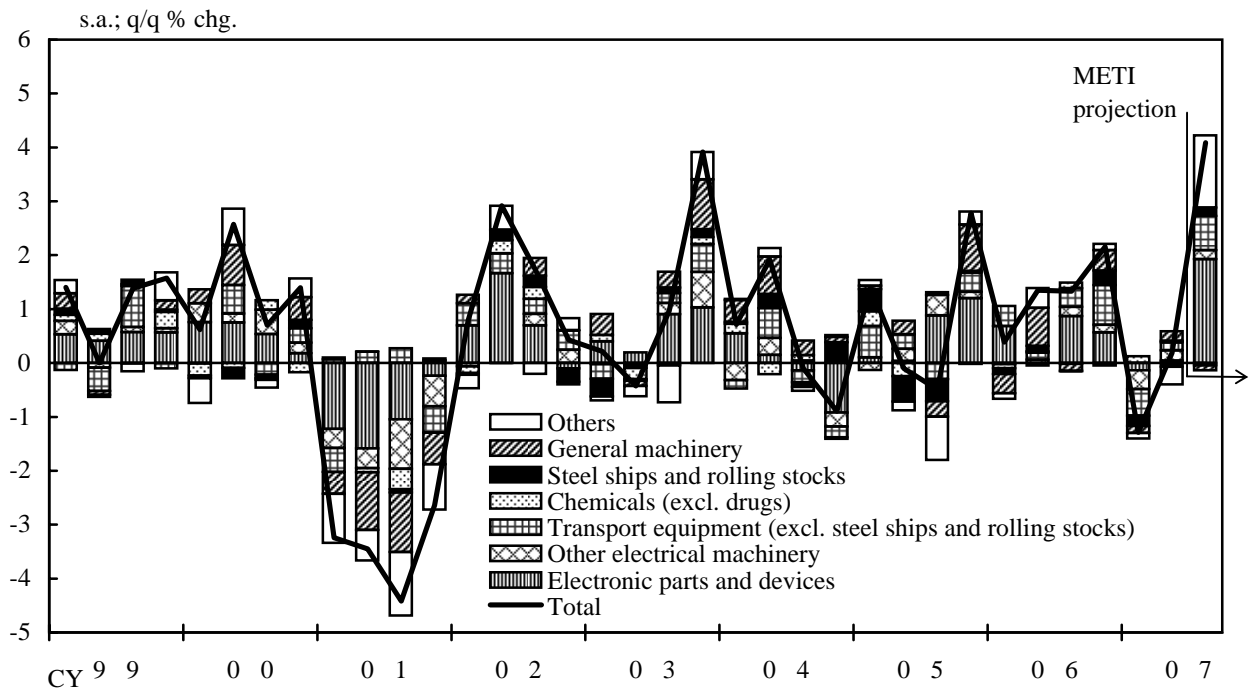 s.a.; q/q % chg.
6
5
4
3
2
1
0
-1
-2
-3
-4
-5
METI
projection
Others
General machinery
Steel ships and rolling stocks
Chemicals (excl. drugs)
Transport equipment (excl. steel ships and rolling stocks)
Other electrical machinery
Electronic parts and devices
Total
CY 9 9 0 0 0 1 0 2 0 3 0 4 0 5 0 6 0 7